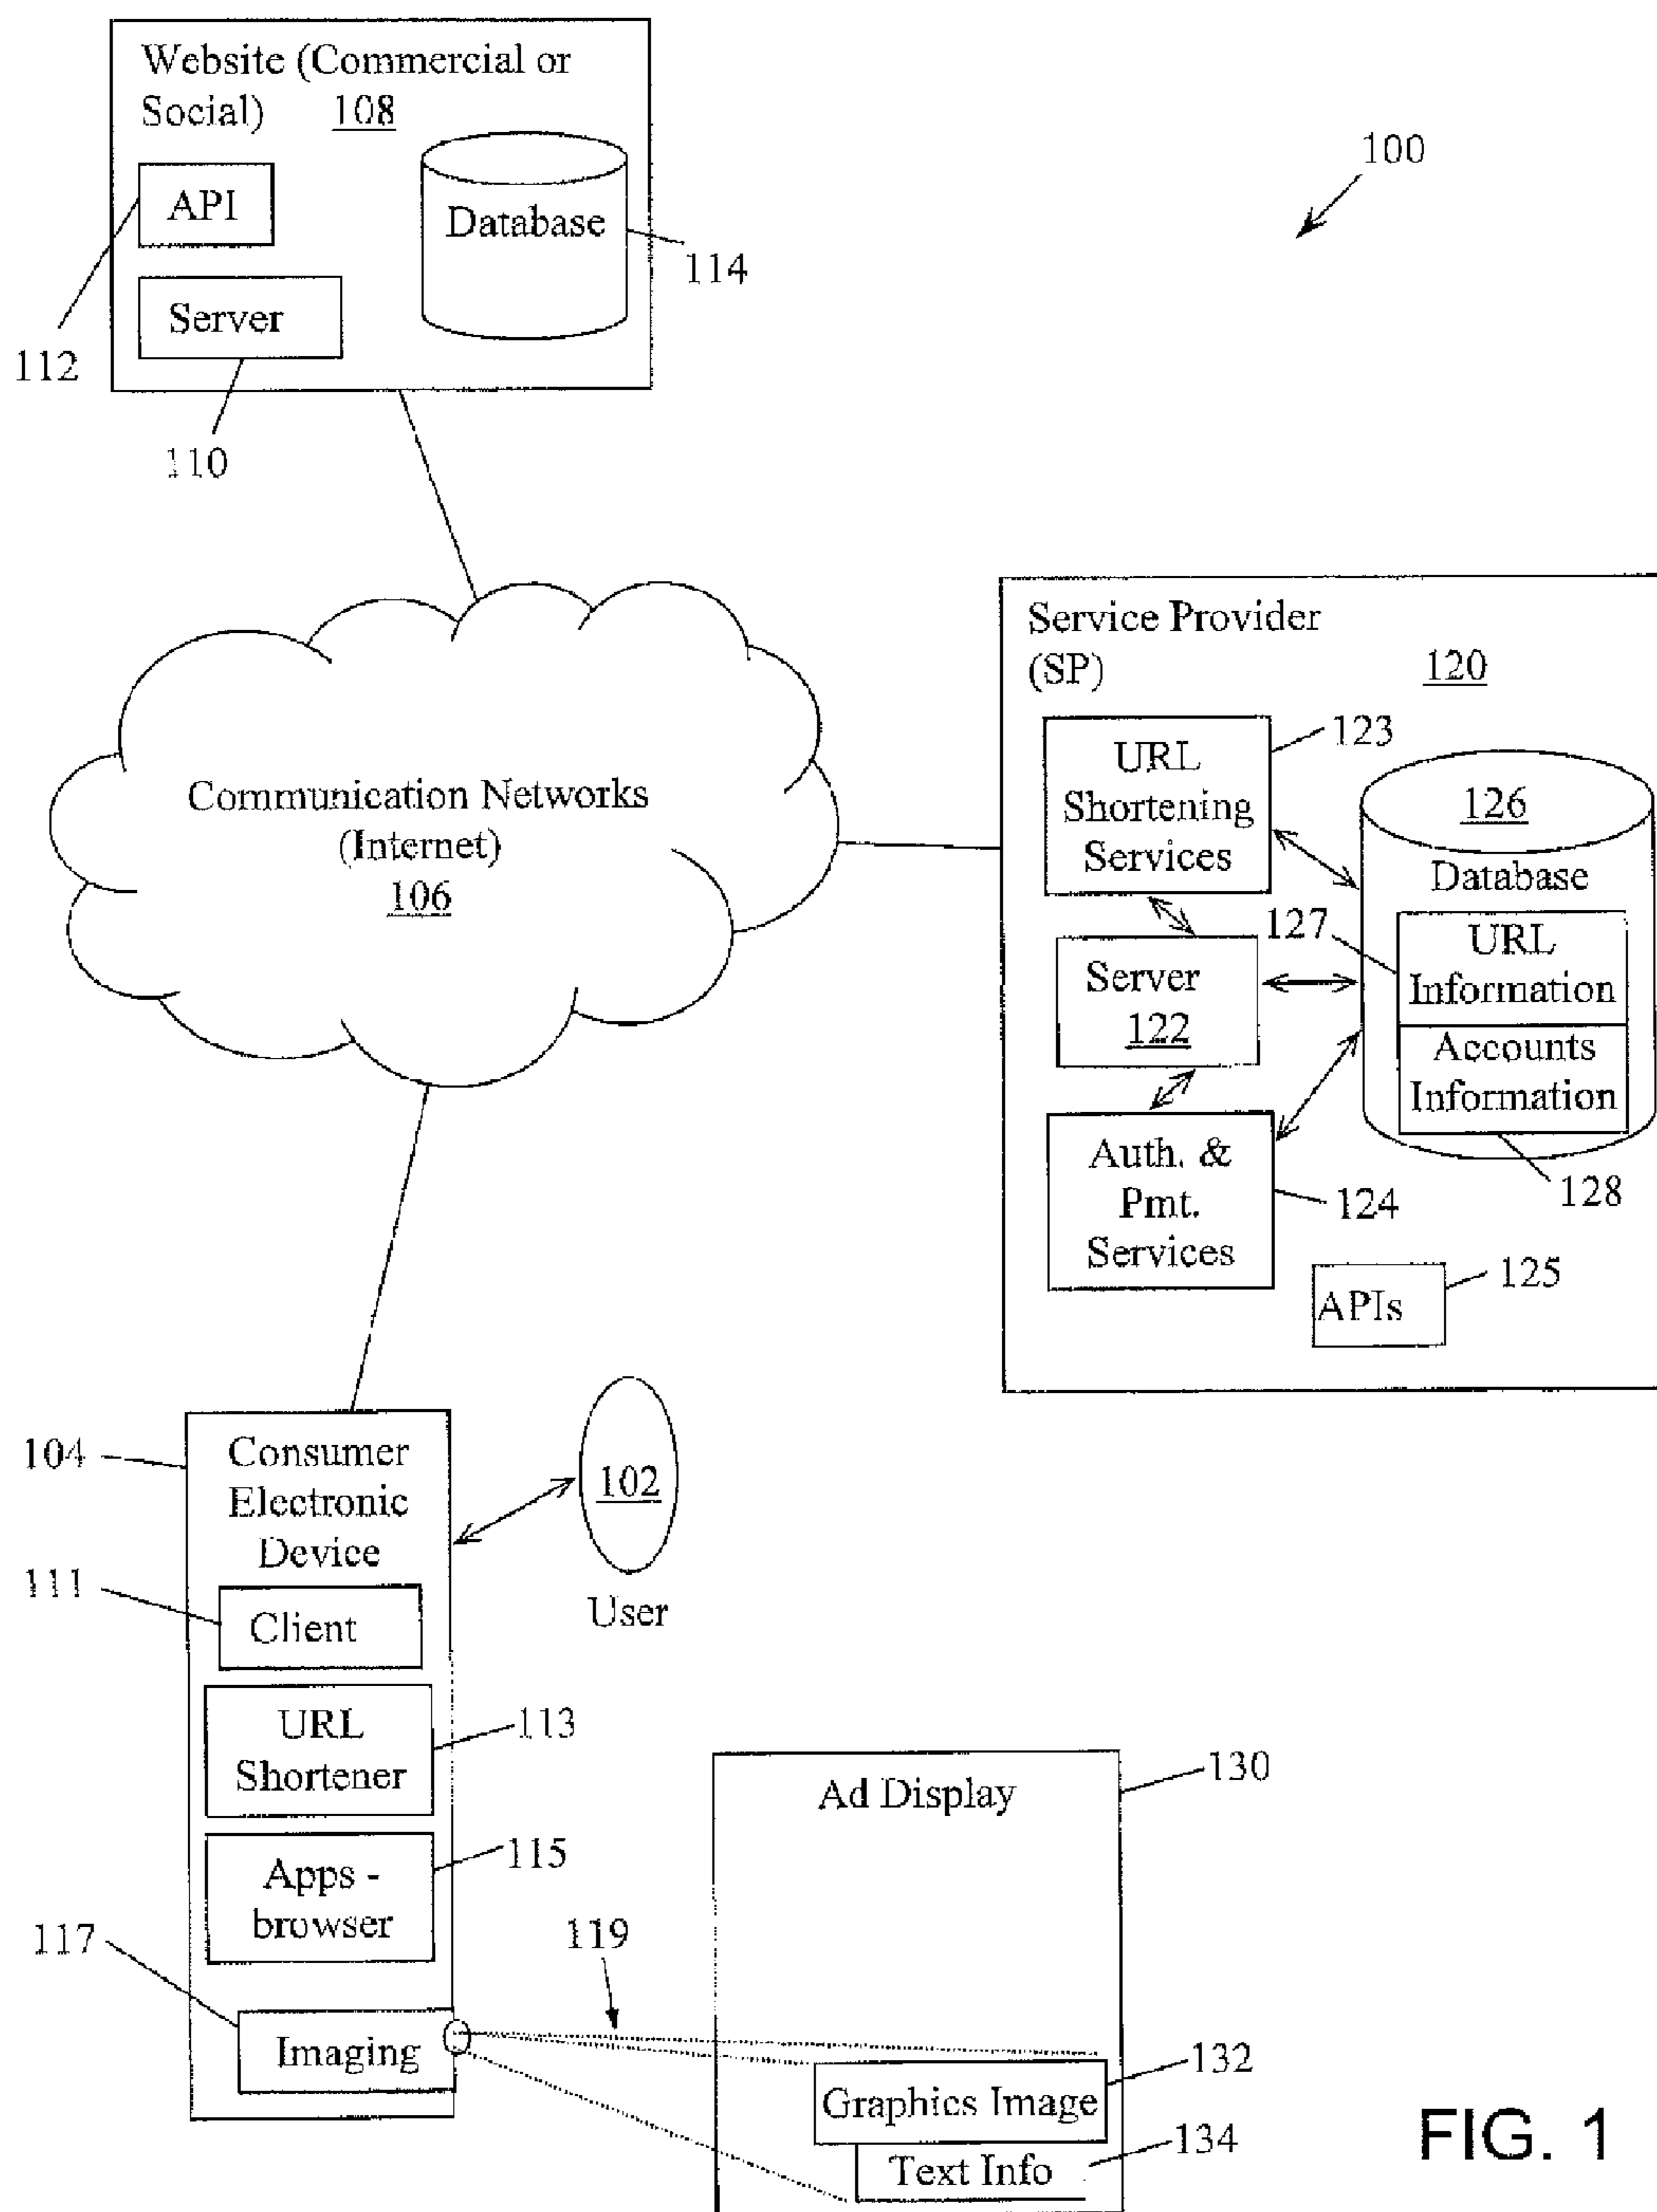 Website (Commercial or
Social) 108
API
Database
Server
112
114
110
100
Communication Networks
(Internet)
106
Service Provider
(SP)
120
URL
Shortening
Services
123
126
Database
127
URL
Information
Server
122
Accounts
Information
128
Auth. &
Pmt.
Services
124
125
APIs
104
Consumer
Electronic
Device
102
User
111
Client
URL
Shortener
113
Apps -
browser
115
117
Imaging
119
Ad Display
130
Graphics Image
132
Text Info
134
FIG. 1